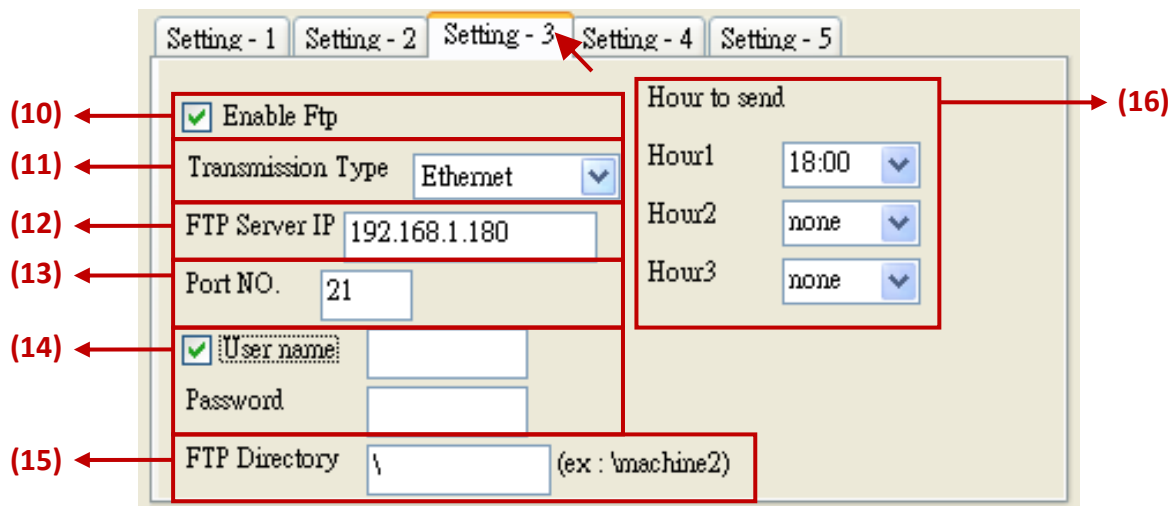 Setting - 1 Setting - 2 Setting - 3 Setting - 4 Setting - 5
(10) Enable Ftp
(11) Transmission Type Ethernet
(12) FTP Server IP 192.168.1.180
(13) Port NO. 21
(14) User name
Password
(15) FTP Directory \ (ex : \machine2)
Hour to send (16)
Hour1 18:00
Hour2 none
Hour3 none